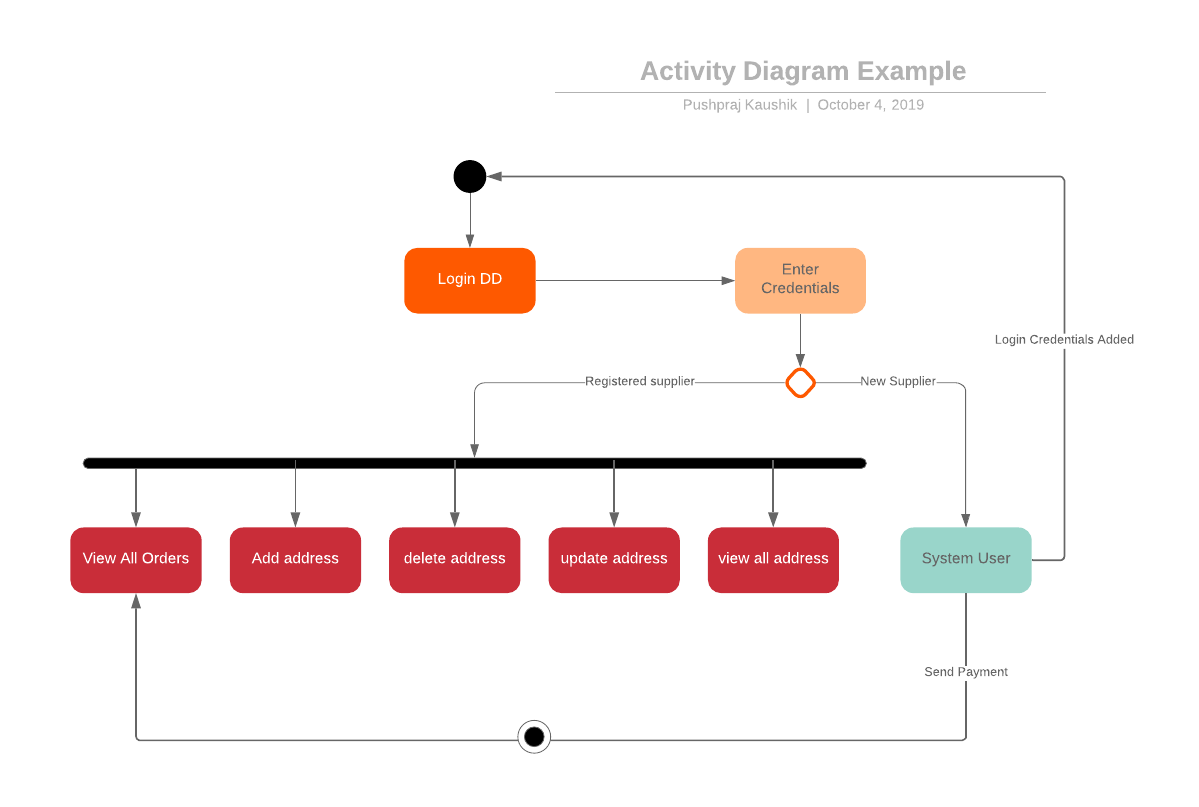 Activity Diagram Example
Pushpraj Kaushik | October 4, 2019
Login DD
Enter
Credentials
Login Credentials Added
Registered supplier
New Supplier
View All Orders
Add address
delete address
update address
view all address
System User
Send Payment